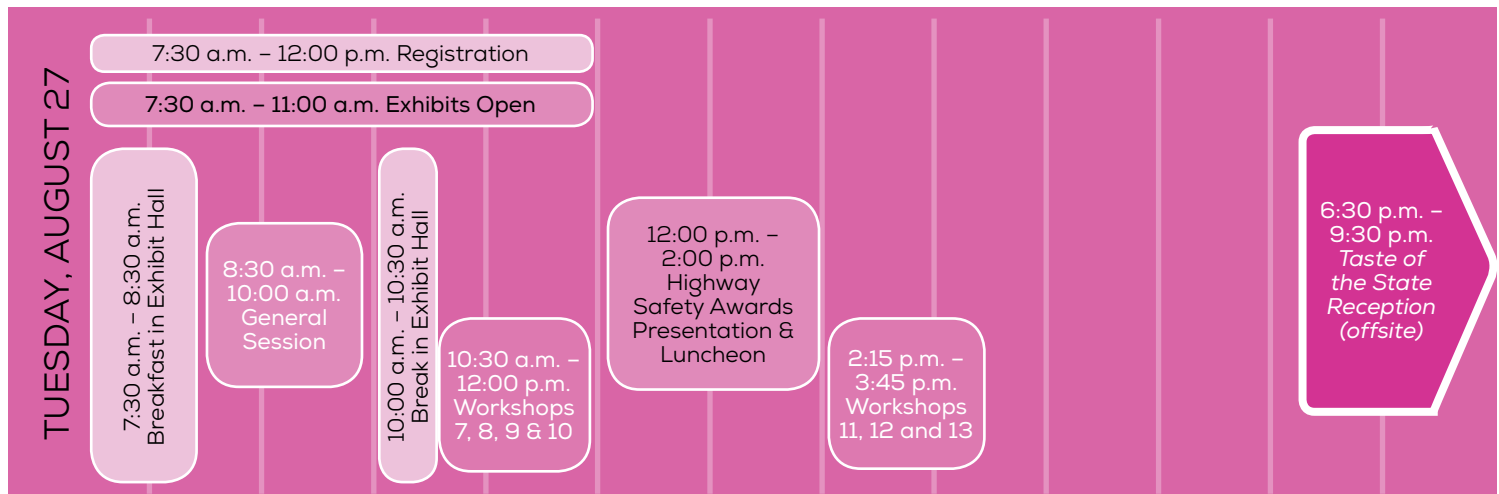 TUESDAY, AUGUST 27
7:30 a.m. – 12:00 p.m. Registration
7:30 a.m. – 11:00 a.m. Exhibits Open
7:30 a.m. – 8:30 a.m.
Breakfast in Exhibit Hall
8:30 a.m. –
10:00 a.m.
General
Session
10:00 a.m. – 10:30 a.m.
Break in Exhibit Hall
10:30 a.m. –
12:00 p.m.
Workshops
7, 8, 9 & 10
12:00 p.m. –
2:00 p.m.
Highway
Safety Awards
Presentation &
Luncheon
2:15 p.m. –
3:45 p.m.
Workshops
11, 12 and 13
6:30 p.m. –
9:30 p.m.
Taste of
the State
Reception
(offsite)